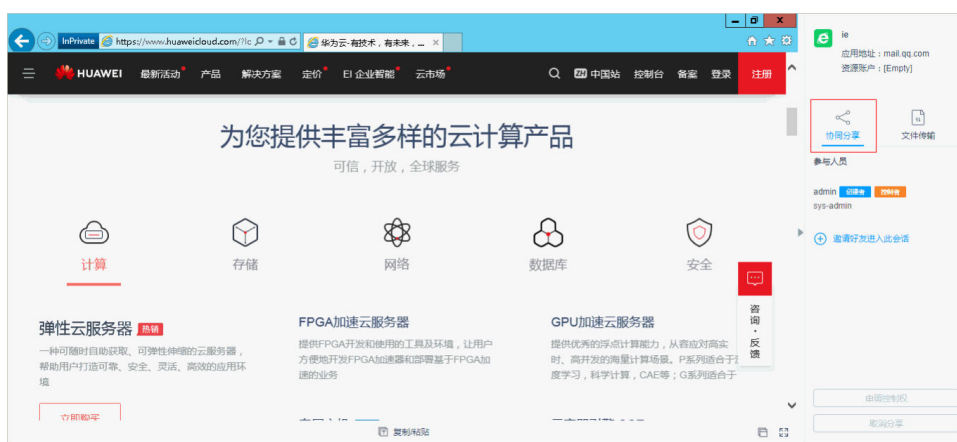 InPrivate https://www.huaweicloud.com/?lc 华为云-有技术，有未来，...
HUAWEI 最新活动 产品 解决方案 定价 EI 企业智能 云市场 ZH 中国站 控制台 备案 登录 注册
为您提供丰富多样的云计算产品
可信，开放，全球服务
计算 存储 网络 数据库 安全
弹性云服务器 热销
一种可随时自助获取、可弹性伸缩的云服务器，
帮助用户打造可靠、安全、灵活、高效的应用环
境
立即购买
FPGA加速云服务器
提供FPGA开发和使用的工具及环境，让用户
方便地开发FPGA加速器和部署基于FPGA加
速的业务
GPU加速云服务器
提供优秀的浮点计算能力，从容应对高实
时、高并发的海量计算场景。P系列适合于
度学习，科学计算，CAE等；G系列适合于
咨询·反馈
复制/粘贴
ie
应用地址：mail.qq.com
资源账户：[Empty]
协同分享 文件传输
参与人员
admin 创建者 控制者
sys-admin
邀请好友进入此会话
申请控制权
取消分享